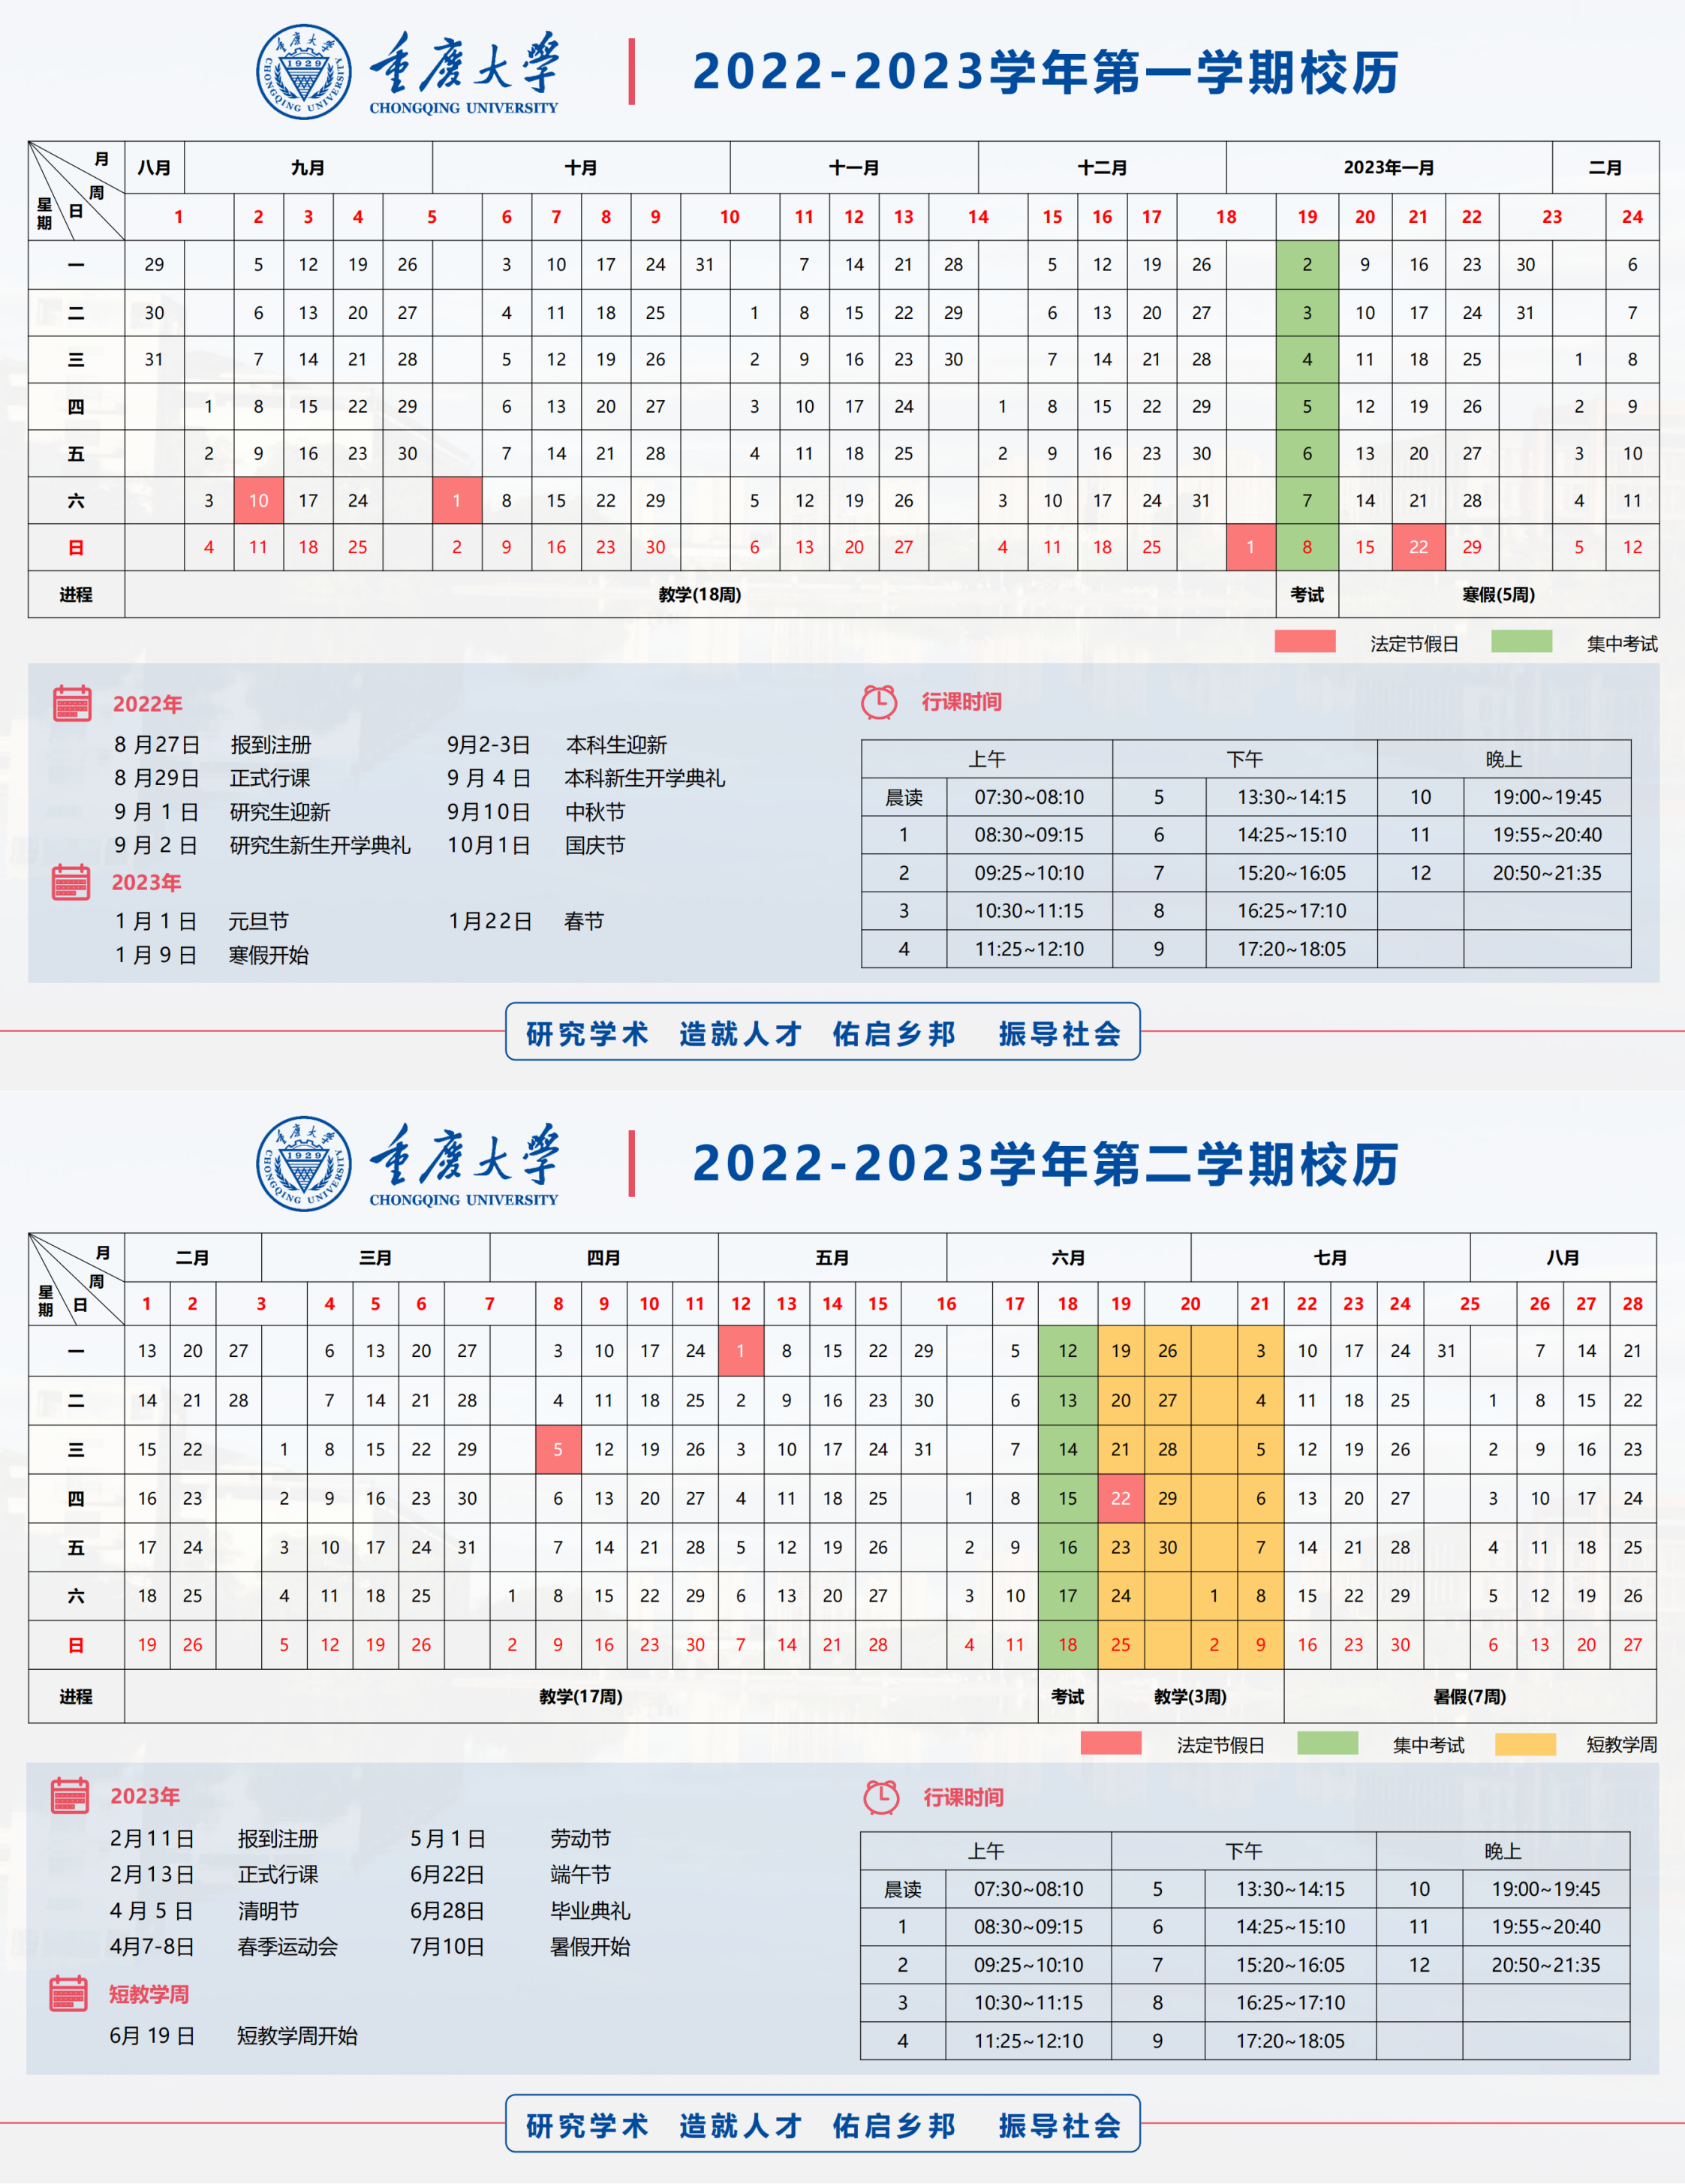 重庆大学 1929 CHONGQING UNIVERSITY
重庆大学
CHONGQING UNIVERSITY
2022-2023学年第一学期校历
月 周 日 星期 八月 九月 十月 十一月 十二月 2023年一月 二月
1 2 3 4 5 6 7 8 9 10 11 12 13 14 15 16 17 18 19 20 21 22 23 24
一 29 5 12 19 26 3 10 17 24 31 7 14 21 28 5 12 19 26 2 9 16 23 30 6
二 30 6 13 20 27 4 11 18 25 1 8 15 22 29 6 13 20 27 3 10 17 24 31 7
三 31 7 14 21 28 5 12 19 26 2 9 16 23 30 7 14 21 28 4 11 18 25 1 8
四 1 8 15 22 29 6 13 20 27 3 10 17 24 1 8 15 22 29 5 12 19 26 2 9
五 2 9 16 23 30 7 14 21 28 4 11 18 25 2 9 16 23 30 6 13 20 27 3 10
六 3 10 17 24 1 8 15 22 29 5 12 19 26 3 10 17 24 31 7 14 21 28 4 11
日 4 11 18 25 2 9 16 23 30 6 13 20 27 4 11 18 25 1 8 15 22 29 5 12
进程 教学(18周) 考试 寒假(5周)
法定节假日 集中考试
2022年
8月27日 报到注册 9月2-3日 本科生迎新
8月29日 正式行课 9月4日 本科新生开学典礼
9月1日 研究生迎新 9月10日 中秋节
9月2日 研究生新生开学典礼 10月1日 国庆节
2023年
1月1日 元旦节 1月22日 春节
1月9日 寒假开始
行课时间
上午 下午 晚上
晨读 07:30~08:10 5 13:30~14:15 10 19:00~19:45
1 08:30~09:15 6 14:25~15:10 11 19:55~20:40
2 09:25~10:10 7 15:20~16:05 12 20:50~21:35
3 10:30~11:15 8 16:25~17:10
4 11:25~12:10 9 17:20~18:05
研究学术 造就人才 佑启乡邦 振导社会
重庆大学 1929 CHONGQING UNIVERSITY
重庆大学
CHONGQING UNIVERSITY
2022-2023学年第二学期校历
月 周 日 星期 二月 三月 四月 五月 六月 七月 八月
1 2 3 4 5 6 7 8 9 10 11 12 13 14 15 16 17 18 19 20 21 22 23 24 25 26 27 28
一 13 20 27 6 13 20 27 3 10 17 24 1 8 15 22 29 5 12 19 26 3 10 17 24 31 7 14 21
二 14 21 28 7 14 21 28 4 11 18 25 2 9 16 23 30 6 13 20 27 4 11 18 25 1 8 15 22
三 15 22 1 8 15 22 29 5 12 19 26 3 10 17 24 31 7 14 21 28 5 12 19 26 2 9 16 23
四 16 23 2 9 16 23 30 6 13 20 27 4 11 18 25 1 8 15 22 29 6 13 20 27 3 10 17 24
五 17 24 3 10 17 24 31 7 14 21 28 5 12 19 26 2 9 16 23 30 7 14 21 28 4 11 18 25
六 18 25 4 11 18 25 1 8 15 22 29 6 13 20 27 3 10 17 24 1 8 15 22 29 5 12 19 26
日 19 26 5 12 19 26 2 9 16 23 30 7 14 21 28 4 11 18 25 2 9 16 23 30 6 13 20 27
进程 教学(17周) 考试 教学(3周) 暑假(7周)
法定节假日 集中考试 短教学周
2023年
2月11日 报到注册 5月1日 劳动节
2月13日 正式行课 6月22日 端午节
4月5日 清明节 6月28日 毕业典礼
4月7-8日 春季运动会 7月10日 暑假开始
短教学周
6月19日 短教学周开始
行课时间
上午 下午 晚上
晨读 07:30~08:10 5 13:30~14:15 10 19:00~19:45
1 08:30~09:15 6 14:25~15:10 11 19:55~20:40
2 09:25~10:10 7 15:20~16:05 12 20:50~21:35
3 10:30~11:15 8 16:25~17:10
4 11:25~12:10 9 17:20~18:05
研究学术 造就人才 佑启乡邦 振导社会